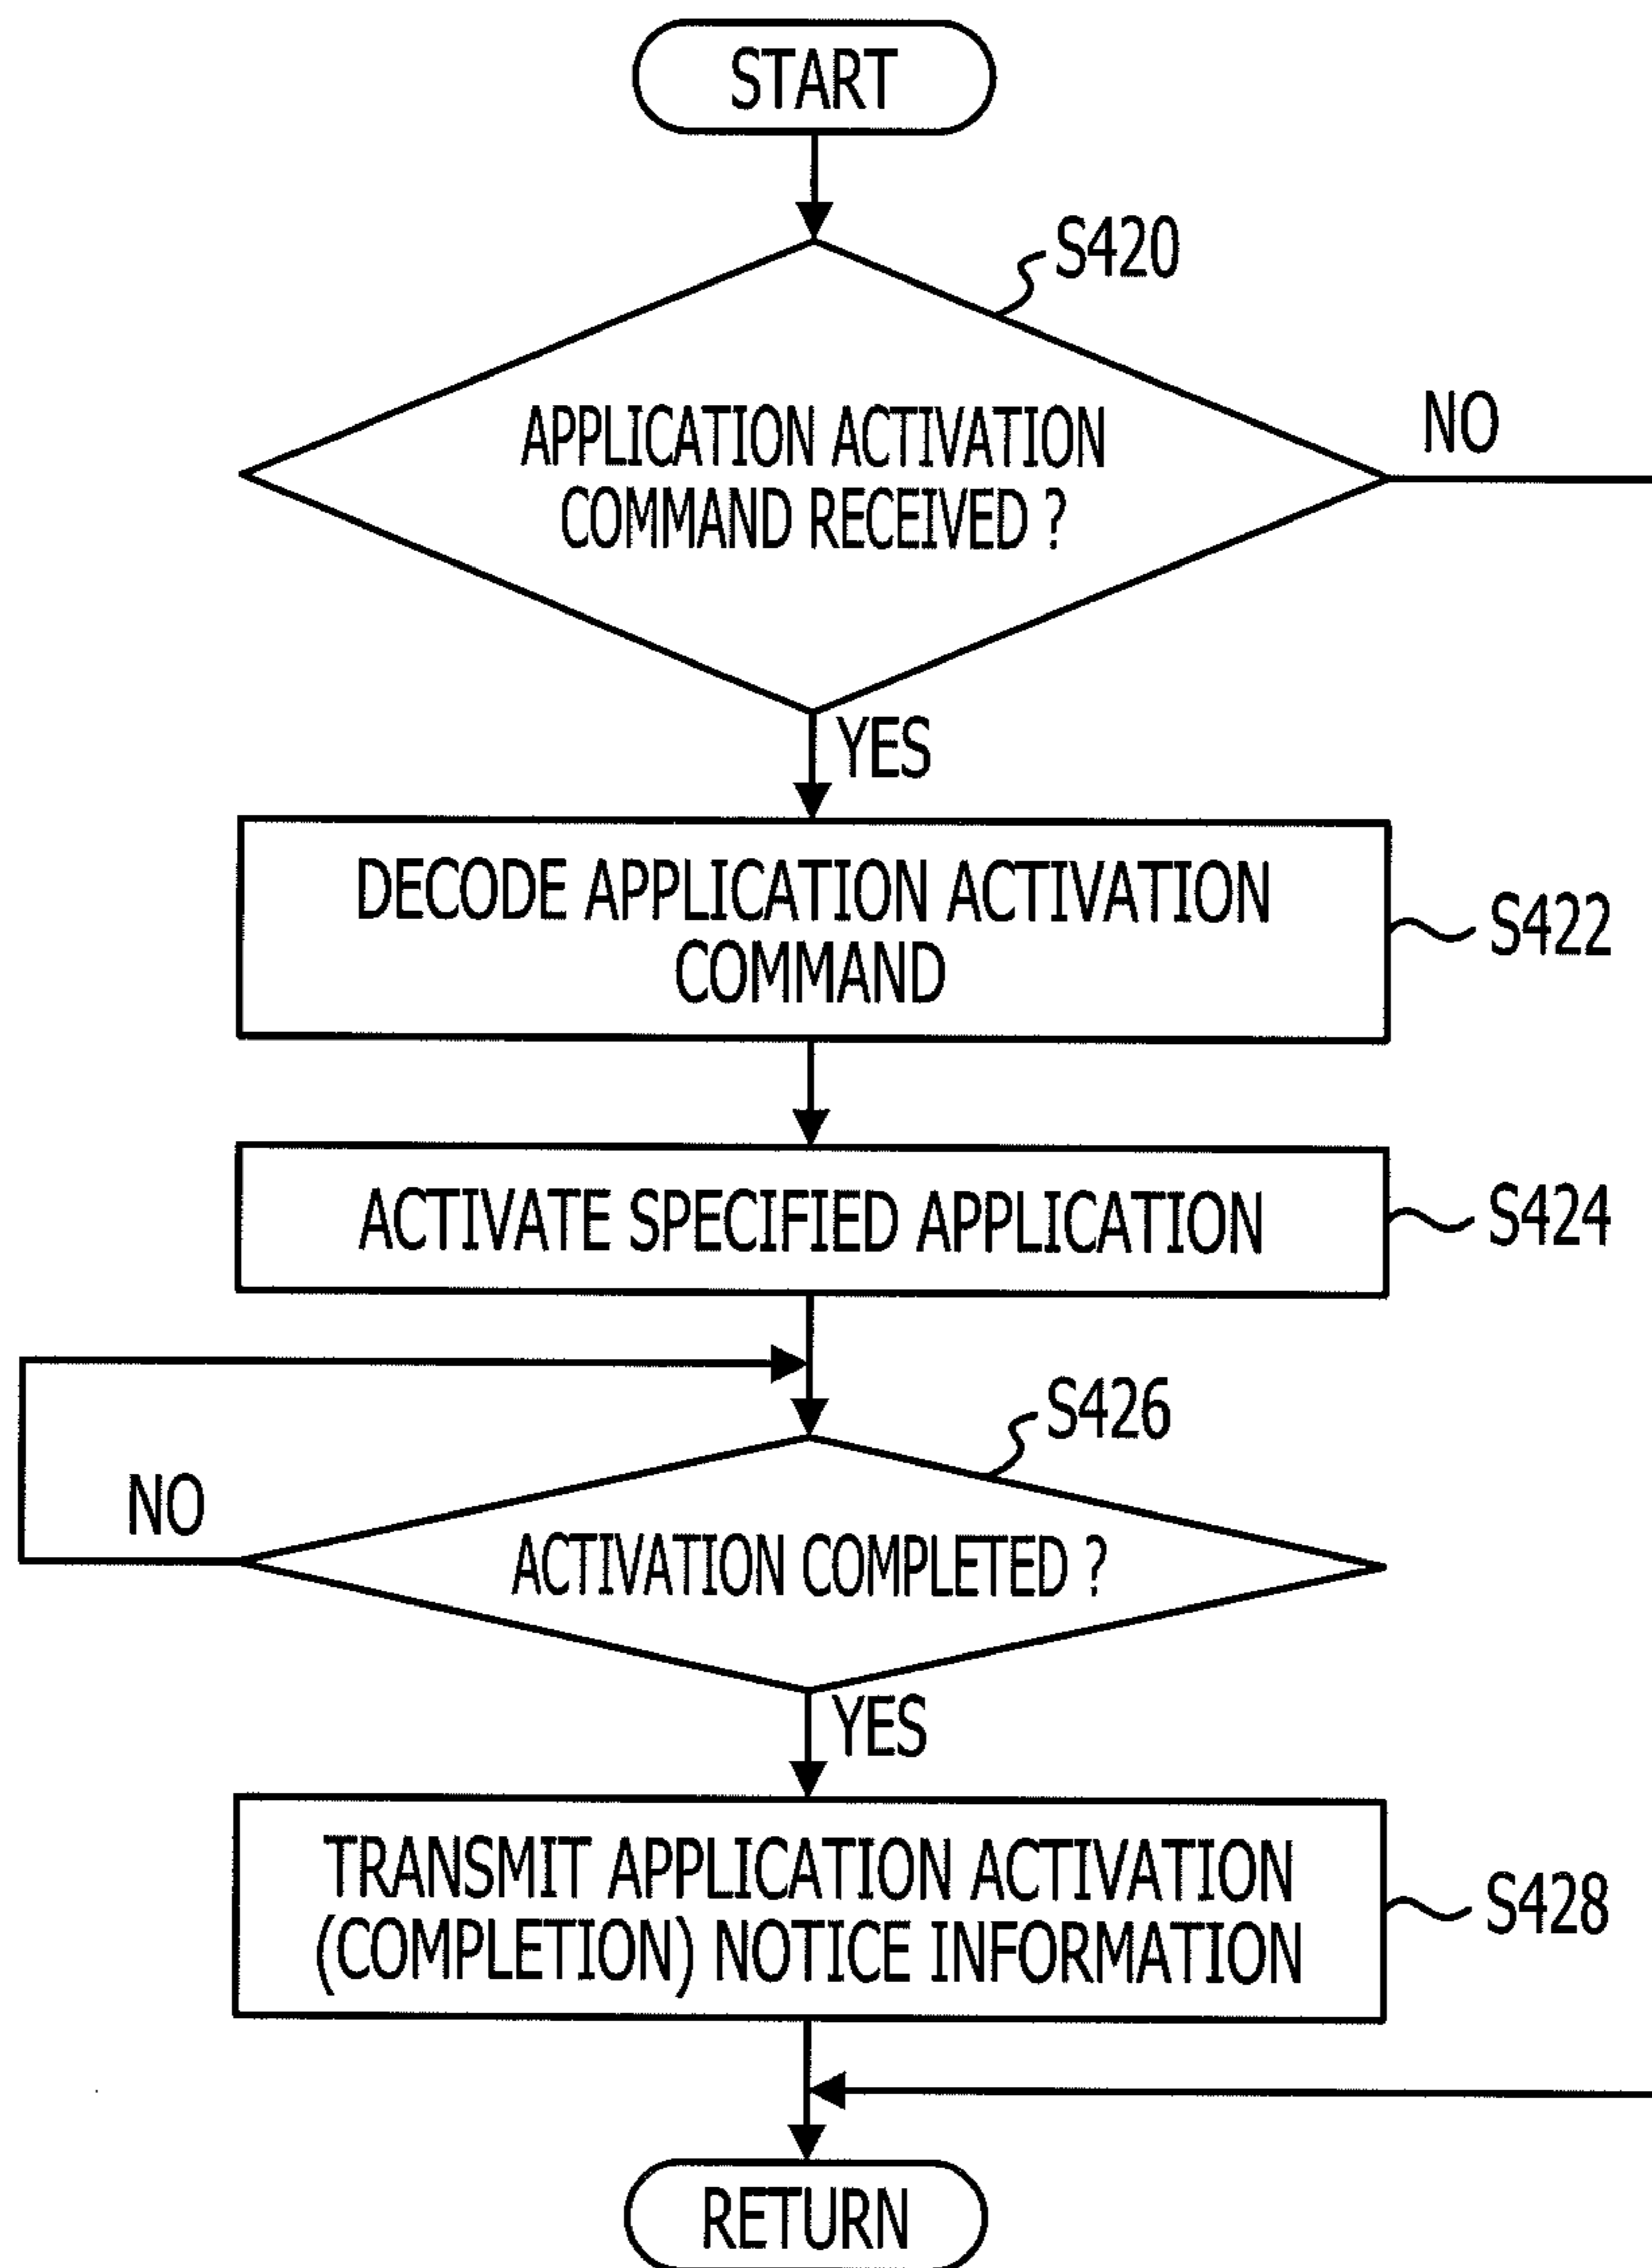 START
S420
APPLICATION ACTIVATION
COMMAND RECEIVED ?
NO
YES
DECODE APPLICATION ACTIVATION
COMMAND
S422
ACTIVATE SPECIFIED APPLICATION
S424
S426
NO
ACTIVATION COMPLETED ?
YES
TRANSMIT APPLICATION ACTIVATION
(COMPLETION) NOTICE INFORMATION
S428
RETURN